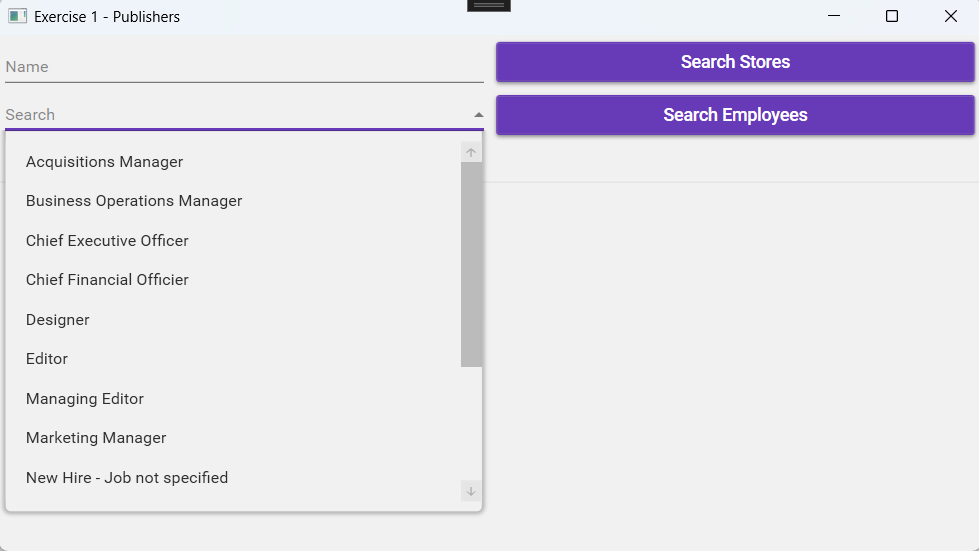 Exercise 1 - Publishers
Name
Search Stores
Search
Search Employees
Acquisitions Manager
Business Operations Manager
Chief Executive Officer
Chief Financial Officier
Designer
Editor
Managing Editor
Marketing Manager
New Hire - Job not specified